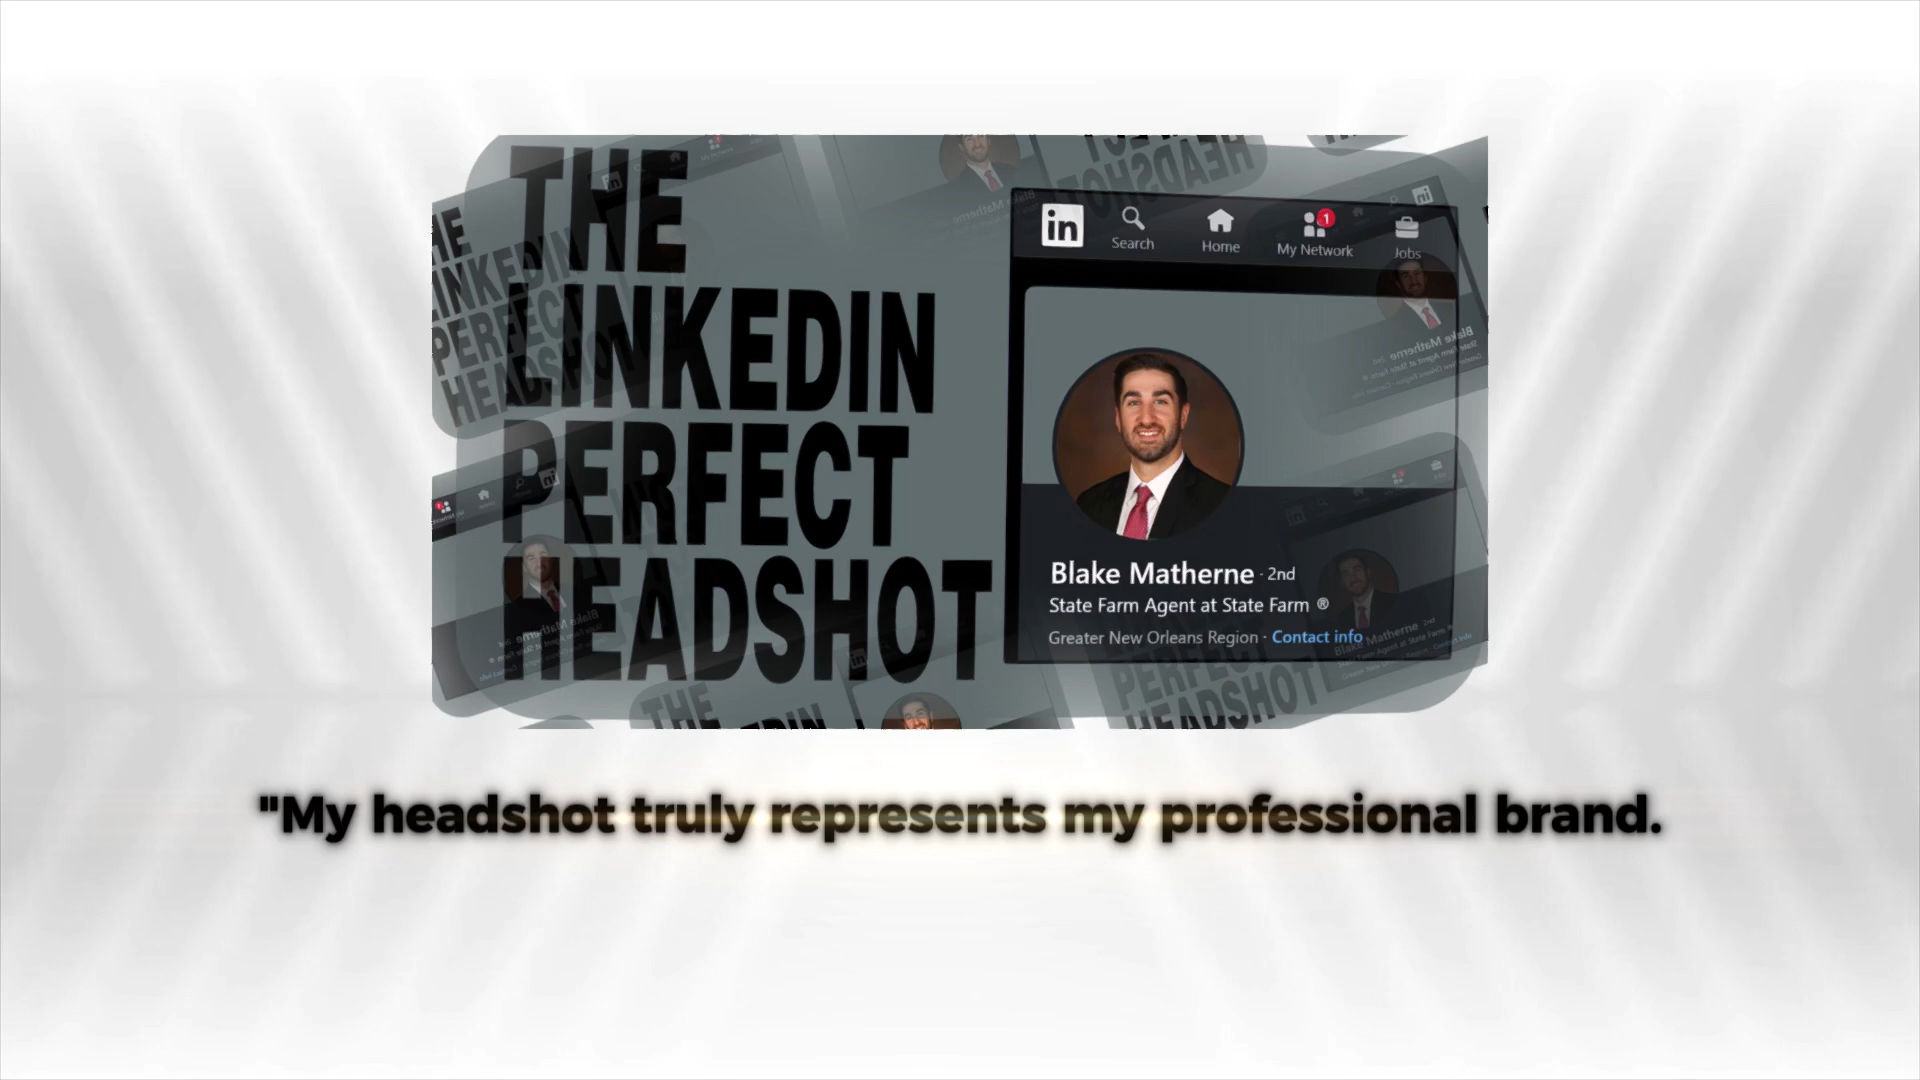 THE
LINKEDIN
PERFECT
HEADSHOT
in
Search
Home
1
My Network
Jobs
Blake Matherne · 2nd
State Farm Agent at State Farm ®
Greater New Orleans Region · Contact info
"My headshot truly represents my professional brand.